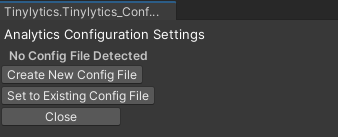 Tinylytics.Tinylytics_Conf...
Analytics Configuration Settings
No Config File Detected
Create New Config File
Set to Existing Config File
Close